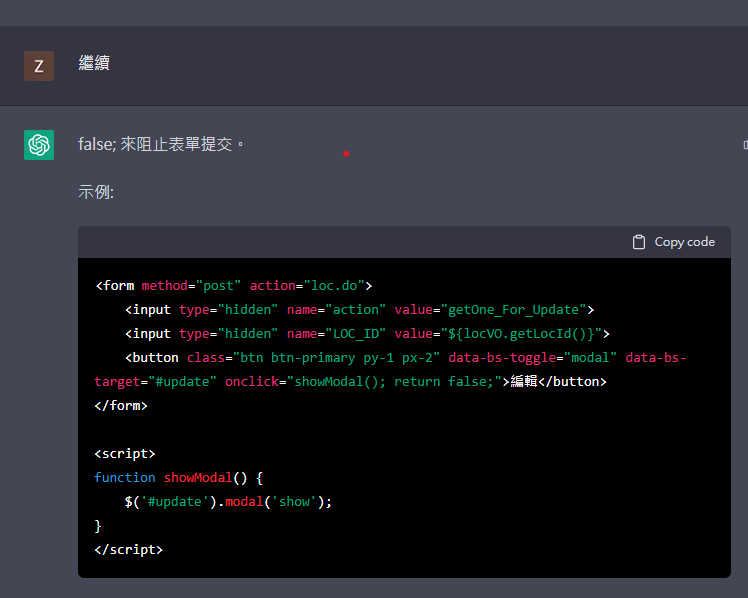 Z
繼續
false; 來阻止表單提交。
示例:
Copy code
<form method="post" action="loc.do">
    <input type="hidden" name="action" value="getOne_For_Update">
    <input type="hidden" name="LOC_ID" value="${locVO.getLocId()}">
    <button class="btn btn-primary py-1 px-2" data-bs-toggle="modal" data-bs-
target="#update" onclick="showModal(); return false;">編輯</button>
</form>
<script>
function showModal() {
    $('#update').modal('show');
}
</script>